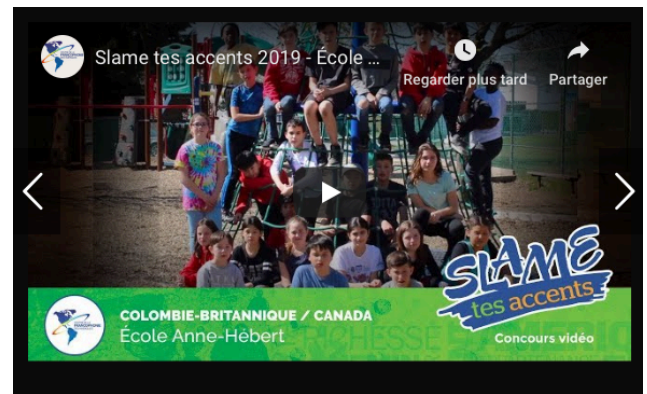 Slame tes accents 2019 - École ...
Regarder plus tard
Partager
SLAME
tes accents
COLOMBIE-BRITANNIQUE / CANADA
École Anne-Hébert
Concours vidéo
RICHESSE